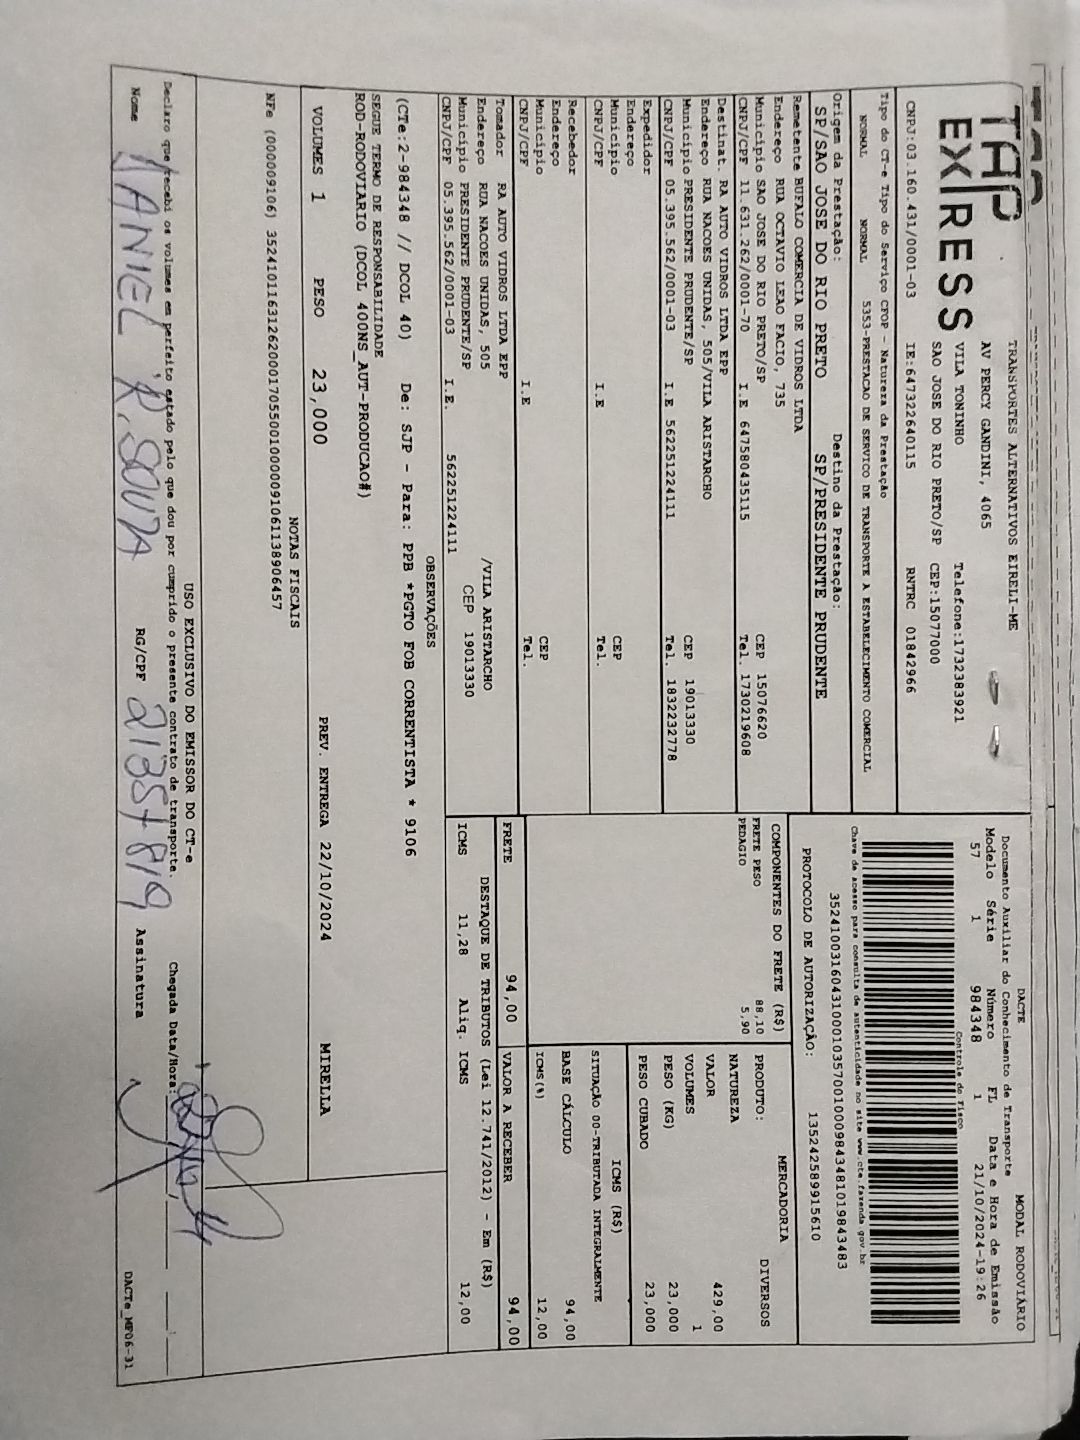 TAP
EXPRESS
TRANSPORTES ALTERNATIVOS EIRELI-ME
AV PERCY GANDINI, 4065
VILA TONINHO Telefone:1732383921
SAO JOSE DO RIO PRETO/SP CEP:15077000
CNPJ:03.160.431/0001-03 IE:647322640115 RNTRC 01842966
Tipo do CT-e Tipo do Serviço CFOP - Natureza da Prestação
NORMAL NORMAL 5353-PRESTACAO DE SERVICO DE TRANSPORTE A ESTABELECIMENTO COMERCIAL
Origem da Prestação: Destino da Prestação:
SP/SAO JOSE DO RIO PRETO SP/PRESIDENTE PRUDENTE
DACTE MODAL RODOVIÁRIO
Documento Auxiliar do Conhecimento de Transporte
Modelo Série Número FL Data e Hora de Emissão
57 1 984348 1 21/10/2024-19:26
Controle do Fisco
Chave de acesso para consulta de autenticidade no site www.cte.fazenda.gov.br
35241003160431000103570010009843481019843483
PROTOCOLO DE AUTORIZAÇÃO: 135242589915610
Remetente BUFALO COMERCIA DE VIDROS LTDA
Endereço RUA OCTAVIO LEAO FACIO, 735
Município SAO JOSE DO RIO PRETO/SP CEP 15076620
CNPJ/CPF 11.631.262/0001-70 I.E 647580435115 Tel. 1730219608
Destinat. RA AUTO VIDROS LTDA EPP
Endereço RUA NACOES UNIDAS, 505/VILA ARISTARCHO
Município PRESIDENTE PRUDENTE/SP CEP 19013330
CNPJ/CPF 05.395.562/0001-03 I.E 562251224111 Tel. 1832232778
Expedidor
Endereço
Município CEP
CNPJ/CPF I.E Tel.
Recebedor
Endereço
Município CEP
CNPJ/CPF I.E Tel.
Tomador RA AUTO VIDROS LTDA EPP
Endereço RUA NACOES UNIDAS, 505 /VILA ARISTARCHO
Município PRESIDENTE PRUDENTE/SP CEP 19013330
CNPJ/CPF 05.395.562/0001-03 I.E. 562251224111
COMPONENTES DO FRETE (R$)
FRETE PESO 88,10
PEDAGIO 5,90
FRETE 94,00
MERCADORIA
PRODUTO: DIVERSOS
NATUREZA
VALOR 429,00
VOLUMES 1
PESO (KG) 23,000
PESO CUBADO 23,000
ICMS (R$)
SITUAÇÃO 00-TRIBUTADA INTEGRALMENTE
BASE CÁLCULO 94,00
ICMS(%) 12,00
VALOR A RECEBER 94,00
DESTAQUE DE TRIBUTOS (Lei 12.741/2012) - Em (R$)
ICMS 11,28 Aliq. ICMS 12,00
OBSERVAÇÕES
(CTe:2-984348 // DCOL 40) De: SJP - Para: PPB *PGTO FOB CORRENTISTA * 9106
SEGUE TERMO DE RESPONSABILIDADE
ROD-RODOVIARIO (DCOL 400NS_AUT-PRODUCAO#)
VOLUMES 1 PESO 23,000 PREV. ENTREGA 22/10/2024 MIRELLA
NOTAS FISCAIS
NFe (000009106) 35241011631262000170550010000091061138906457
USO EXCLUSIVO DO EMISSOR DO CT-e
Declaro que recebi os volumes em perfeito estado pelo que dou por cumprido o presente contrato de transporte. Chegada Data/Hora:
Nome DANIEL R. SOUZA RG/CPF Assinatura
DACTe_MP06-31